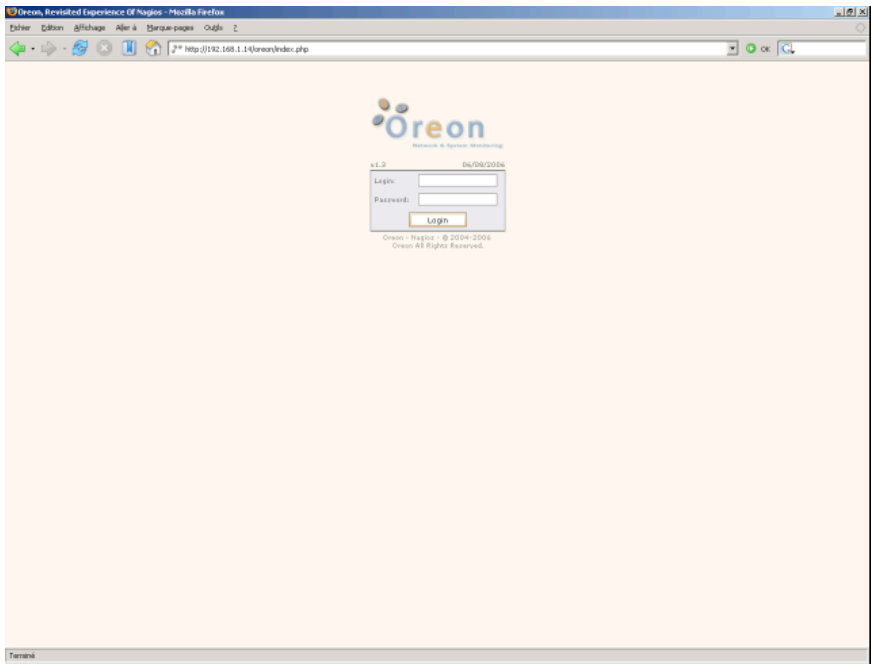 Oreon, Revisited Experience Of Nagios - Mozilla Firefox
Fichier Edition Affichage Aller à Marque-pages Outils ?
http://192.168.1.14/oreon/index.php OK
Oreon
Network & System Monitoring
v1.3 06/08/2006
Login:
Password:
Login
Oreon - Nagios - © 2004-2006
Oreon All Rights Reserved.
Terminé